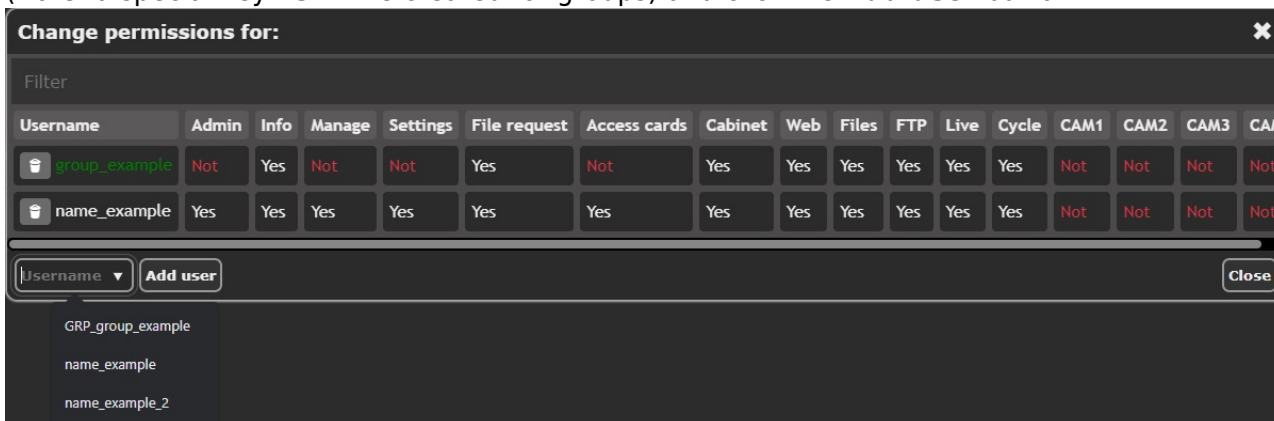 Change permissions for: ✖
Filter
Username Admin Info Manage Settings File request Access cards Cabinet Web Files FTP Live Cycle CAM1 CAM2 CAM3
group_example Not Yes Not Not Yes Not Yes Yes Yes Yes Yes Yes Not Not Not Not
name_example Yes Yes Yes Yes Yes Yes Yes Yes Yes Yes Yes Yes Not Not Not Not
Username ▼ Add user Close
GRP_group_example
name_example
name_example_2